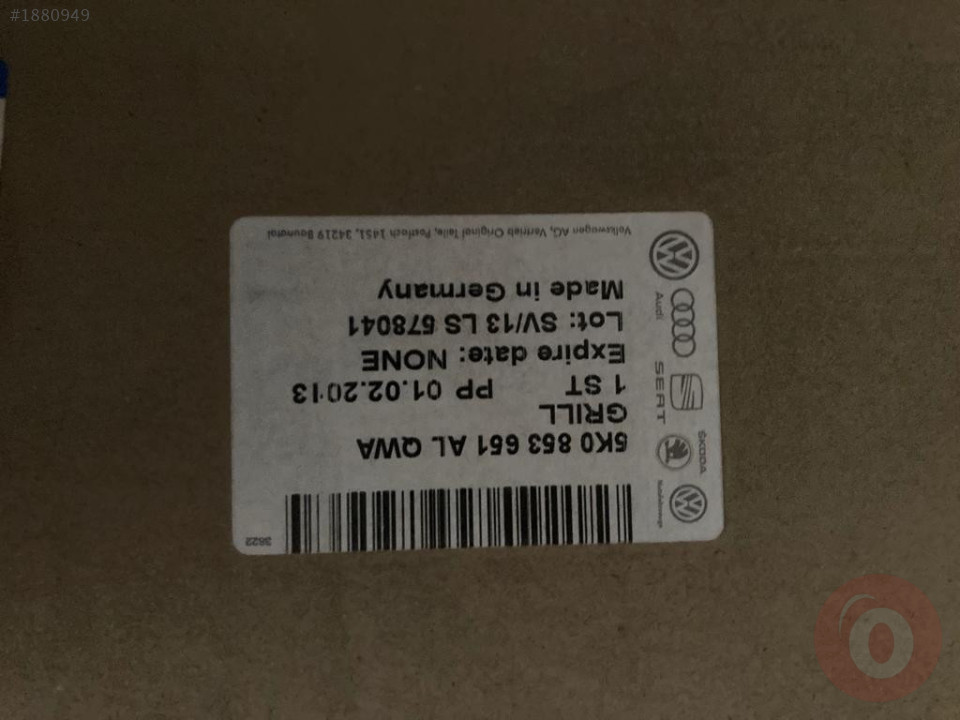 #1880949
5K0 853 651 AL QWA
GRILL
1 ST PP 01.02.2013
Expire date: NONE
Lot: SV/13 LS 578041
Made in Germany
Volkswagen AG, Vertrieb Original Teile, Postfach 1451, 34219 Baunatal
3622
ŠKODA
SEAT
Audi